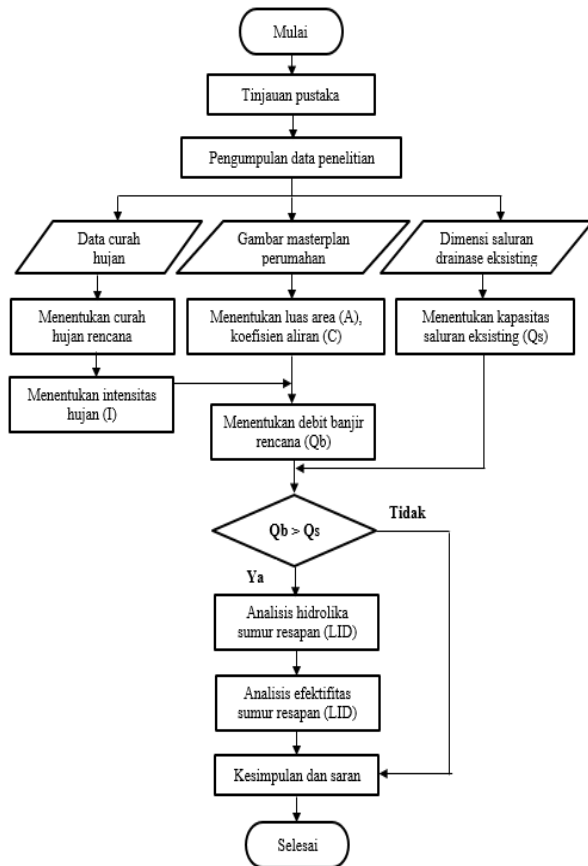 Mulai
Tinjauan pustaka
Pengumpulan data penelitian
Data curah
hujan
Gambar masterplan
perumahan
Dimensi saluran
drainase eksisting
Menentukan curah
hujan rencana
Menentukan luas area (A),
koefisien aliran (C)
Menentukan kapasitas
saluran eksisting (Qs)
Menentukan intensitas
hujan (I)
Menentukan debit banjir
rencana (Qb)
Qb > Qs
Tidak
Ya
Analisis hidrolika
sumur resapan (LID)
Analisis efektifitas
sumur resapan (LID)
Kesimpulan dan saran
Selesai